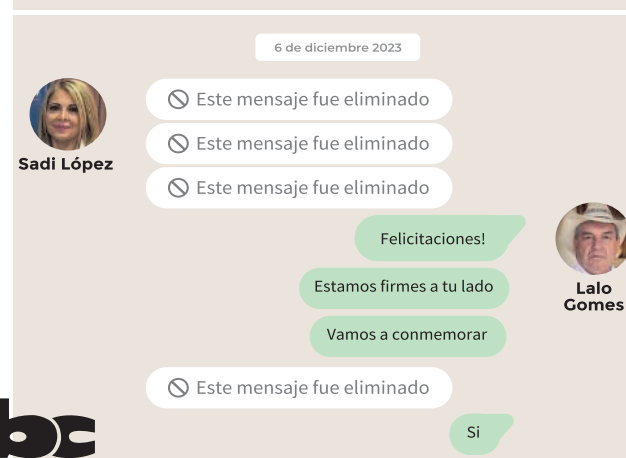 6 de diciembre 2023
Este mensaje fue eliminado
Sadi López
Este mensaje fue eliminado
Este mensaje fue eliminado
Felicitaciones!
Lalo
Gomes
Estamos firmes a tu lado
Vamos a conmemorar
Este mensaje fue eliminado
Si
bc